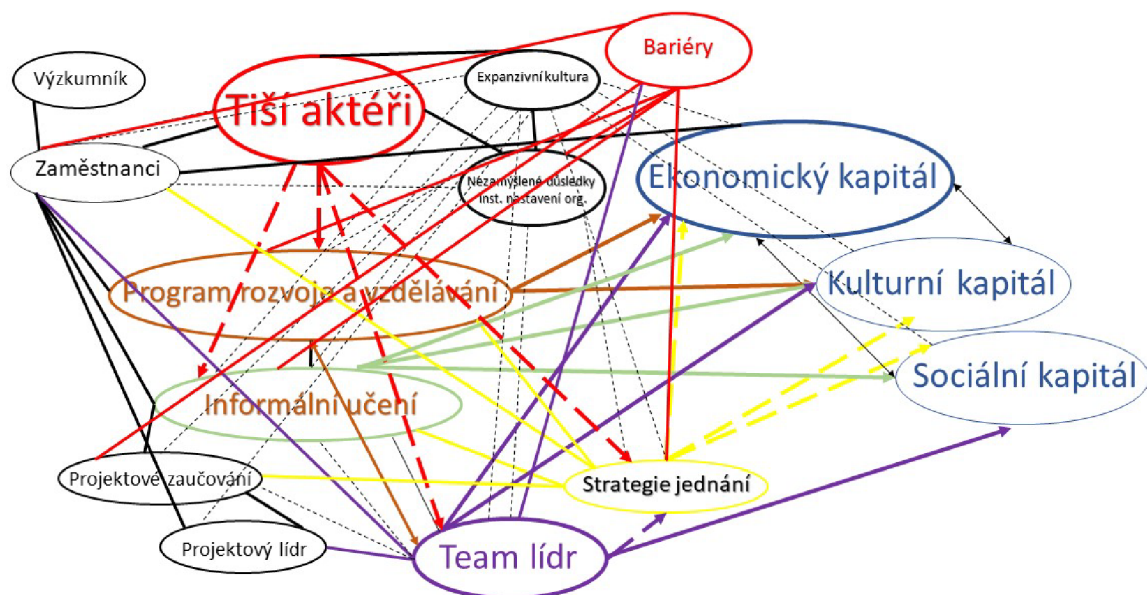 Bariéry
Výzkumník
Expanzivní kultura
Tiší aktéři
Zaměstnanci
Nezamýšlené důsledky
inst. nastavení org.
Ekonomický kapitál
Program rozvoje a vzdělávání
Kulturní kapitál
Informální učení
Sociální kapitál
Projektové zaučování
Strategie jednání
Projektový lídr
Team lídr